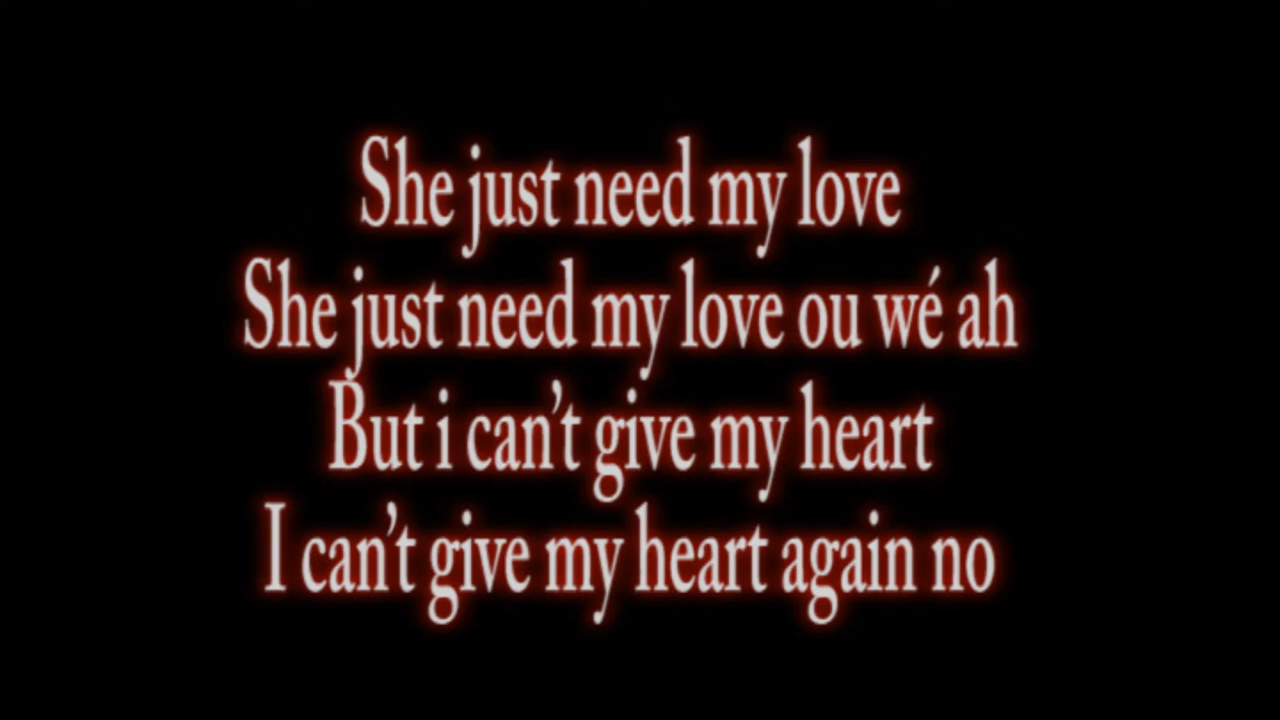 She just need my love
She just need my love ou wé ah
But i can't give my heart
I can't give my heart again no